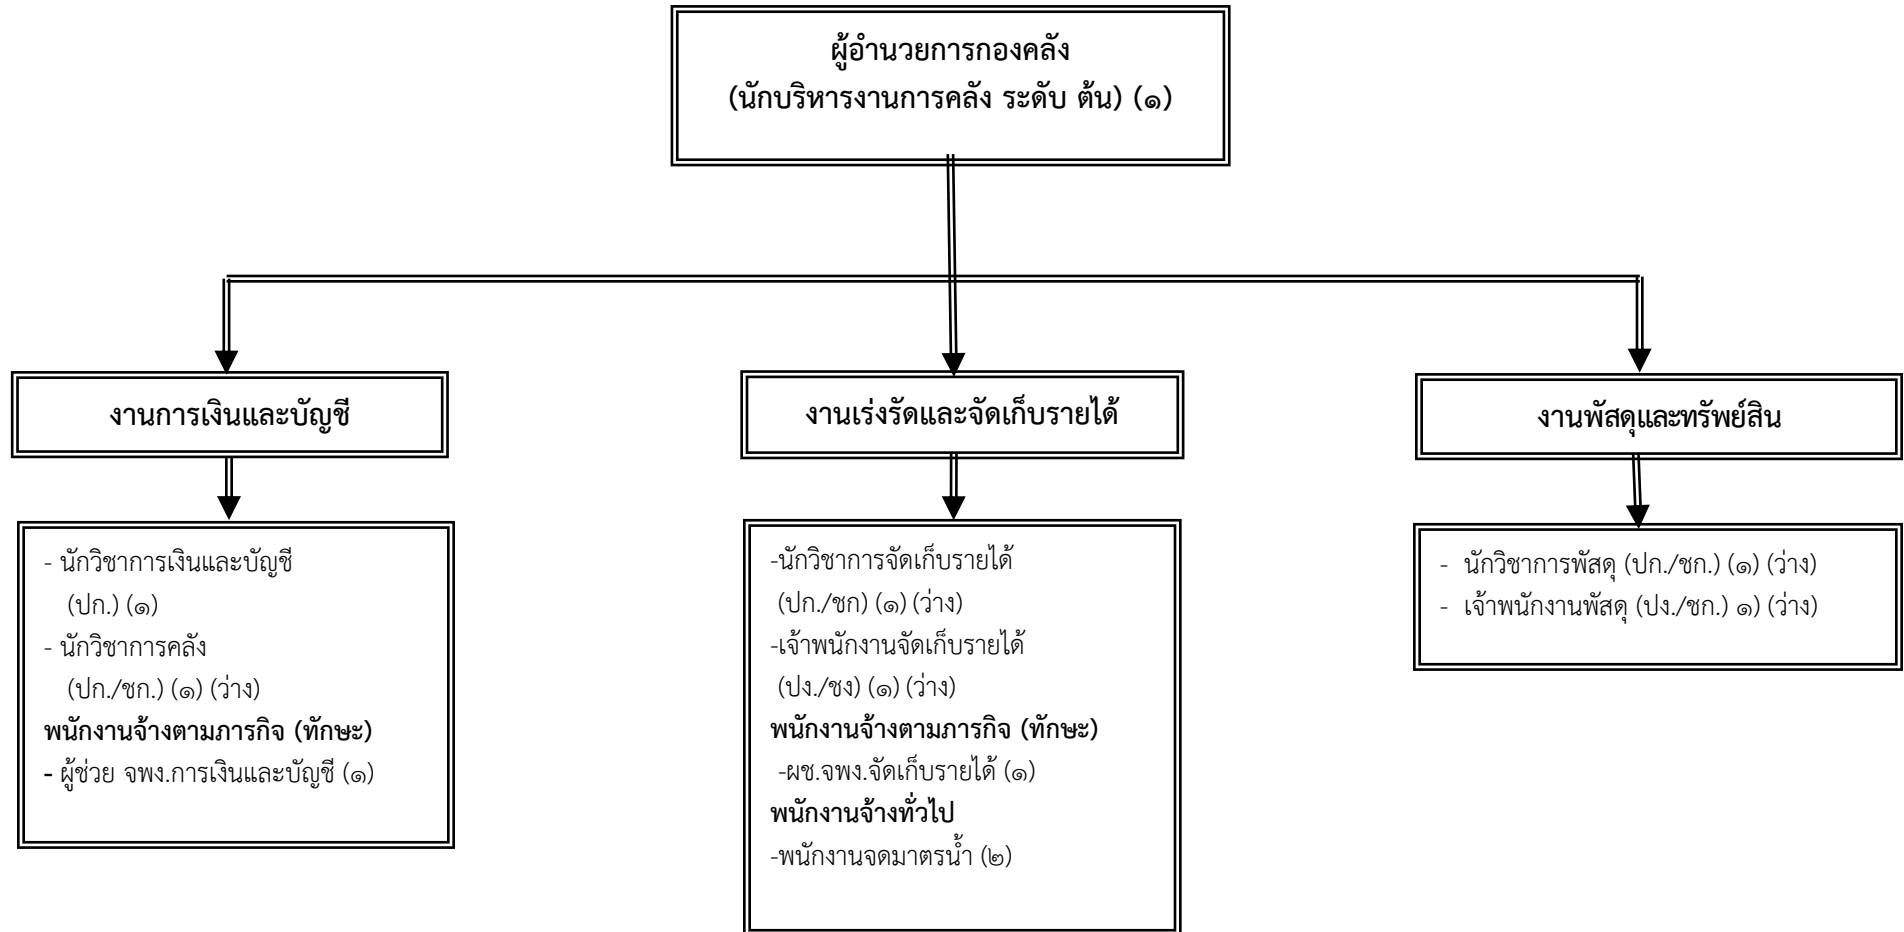 ผู้อำนวยการกองคลัง
(นักบริหารงานการคลัง ระดับ ต้น) (๑)
งานการเงินและบัญชี
- นักวิชาการเงินและบัญชี
(ปก.) (๑)
- นักวิชาการคลัง
(ปก./ชก.) (๑) (ว่าง)
พนักงานจ้างตามภารกิจ (ทักษะ)
- ผู้ช่วย จพง.การเงินและบัญชี (๑)
งานเร่งรัดและจัดเก็บรายได้
-นักวิชาการจัดเก็บรายได้
(ปก./ชก) (๑) (ว่าง)
-เจ้าพนักงานจัดเก็บรายได้
(ปง./ชง) (๑) (ว่าง)
พนักงานจ้างตามภารกิจ (ทักษะ)
-ผช.จพง.จัดเก็บรายได้ (๑)
พนักงานจ้างทั่วไป
-พนักงานจดมาตรน้ำ (๒)
งานพัสดุและทรัพย์สิน
- นักวิชาการพัสดุ (ปก./ชก.) (๑) (ว่าง)
- เจ้าพนักงานพัสดุ (ปง./ชก.) ๑) (ว่าง)